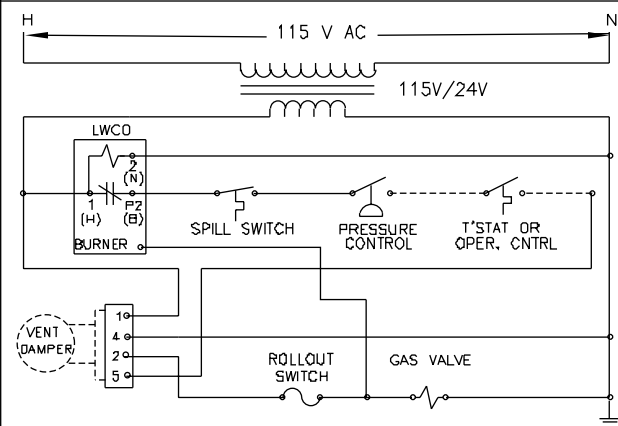 H
115 V AC
N
115V/24V
LWCO
2
(N)
1
(H)
P2
(B)
BURNER
SPILL SWITCH
PRESSURE
CONTROL
T'STAT OR
OPER. CNTRL
VENT
DAMPER
1
4
2
5
ROLLOUT
SWITCH
GAS VALVE